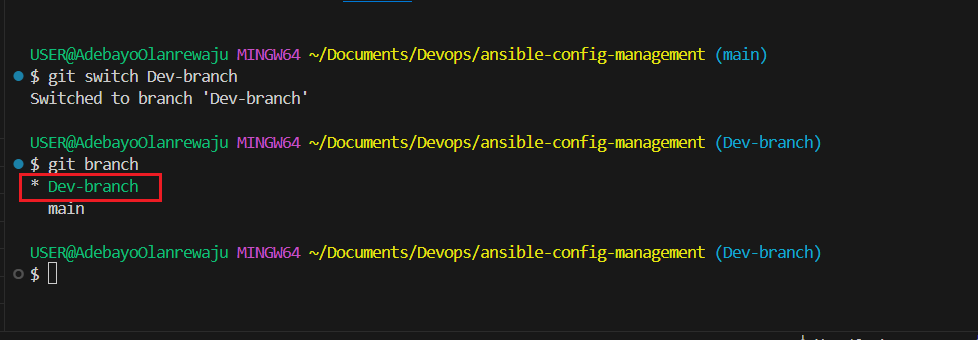 USER@AdebayoOlanrewaju MINGW64 ~/Documents/Devops/ansible-config-management (main)
$ git switch Dev-branch
Switched to branch 'Dev-branch'
USER@AdebayoOlanrewaju MINGW64 ~/Documents/Devops/ansible-config-management (Dev-branch)
$ git branch
* Dev-branch
main
USER@AdebayoOlanrewaju MINGW64 ~/Documents/Devops/ansible-config-management (Dev-branch)
$